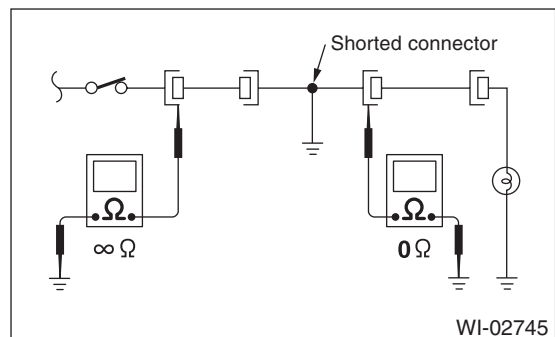 Shorted connector
Ω
Ω
∞ Ω
0 Ω
WI-02745